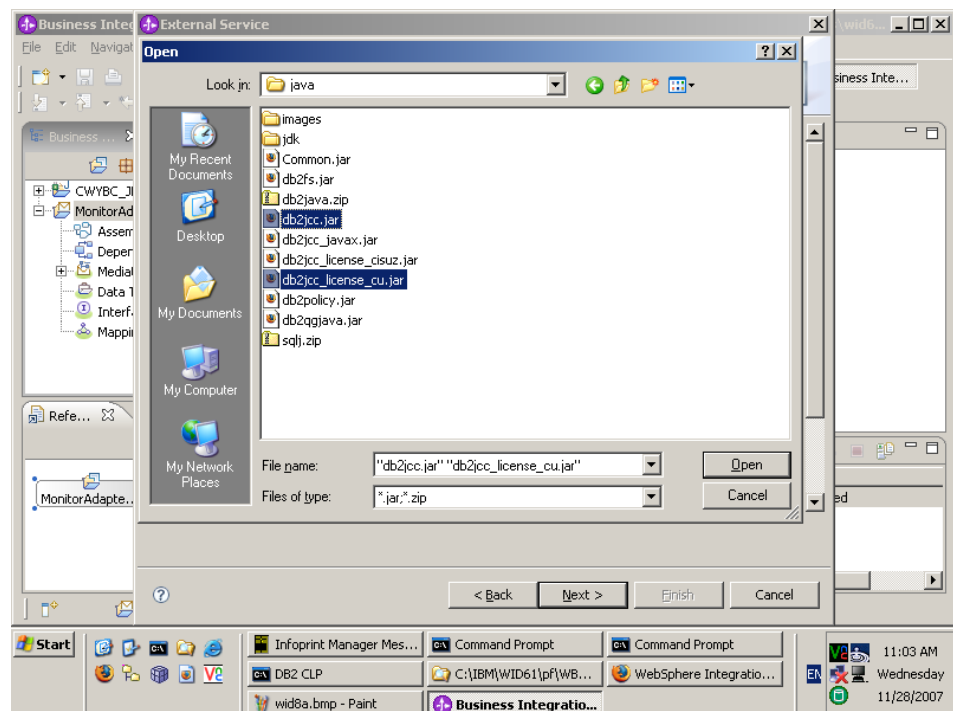 Business Integ
External Service
\wid6...
File Edit Navigat
Open
Look in:
java
siness Inte...
images
jdk
Common.jar
db2fs.jar
db2java.zip
db2jcc.jar
db2jcc_javax.jar
db2jcc_license_cisuz.jar
db2jcc_license_cu.jar
db2policy.jar
db2qgjava.jar
sqlj.zip
My Recent
Documents
Desktop
My Documents
My Computer
My Network
Places
Business ...
CWYBC_J
MonitorAd
Assem
Depen
Media
Data T
Interf
Mappi
Refe...
MonitorAdapte...
File name:
"db2jcc.jar" "db2jcc_license_cu.jar"
Open
Files of type:
*.jar;*.zip
Cancel
ed
< Back
Next >
Finish
Cancel
Start
Infoprint Manager Mes...
Command Prompt
Command Prompt
DB2 CLP
C:\IBM\WID61\pf\WB...
WebSphere Integratio...
wid8a.bmp - Paint
Business Integratio...
EN
11:03 AM
Wednesday
11/28/2007